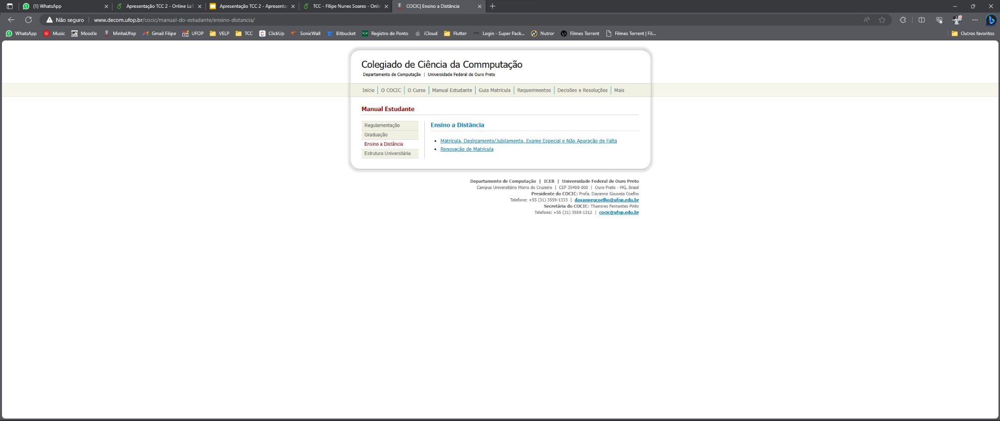 (1) WhatsApp
Apresentação TCC 2 - Online LaT
Apresentação TCC 2 - Apresenta
TCC - FIlipe Nunes Soares - Onlin
COCIC| Ensino a Distância
Não seguro
www.decom.ufop.br/cocic/manual-do-estudante/ensino-distancia/
WhatsApp Music Moodle MinhaUfop Gmail Filipe UFOP VELP TCC ClickUp SonicWall Bitbucket Registro de Ponto iCloud Flutter Login - Super Pack... Nutror Filmes Torrent Filmes Torrent | Fil... Outros favoritos
Colegiado de Ciência da Commputação
Departamento de Computação | Universidade Federal de Ouro Preto
Início O COCIC O Curso Manual Estudante Guia Matrícula Requerimentos Decisões e Resoluções Mais
Manual Estudante
Regulamentação
Graduação
Ensino a Distância
Estrutura Universitária
Ensino a Distância
Matrícula, Desligamento/Jubilamento, Exame Especial e Não Apuração de Falta
Renovação de Matrícula
Departamento de Computação | ICEB | Universidade Federal de Ouro Preto
Campus Universitário Morro do Cruzeiro | CEP 35400-000 | Ouro Preto - MG, Brasil
Presidente do COCIC: Profa. Dayanne Gouveia Coelho
Telefone: +55 (31) 3559-1333 | dayannegcoelho@ufop.edu.br
Secretária do COCIC: Thamires Fernantes Pinto
Telefone: +55 (31) 3559-1312 | cocic@ufop.edu.br